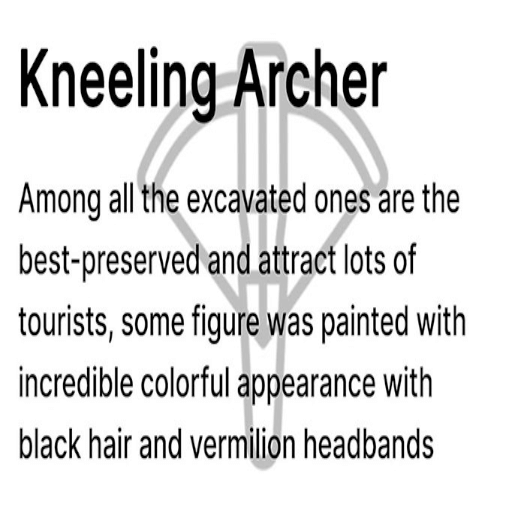 Kneeling Archer
Among all the excavated ones are the
best-preserved and attract lots of
tourists, some figure was painted with
incredible colorful appearance with
black hair and vermilion headbands